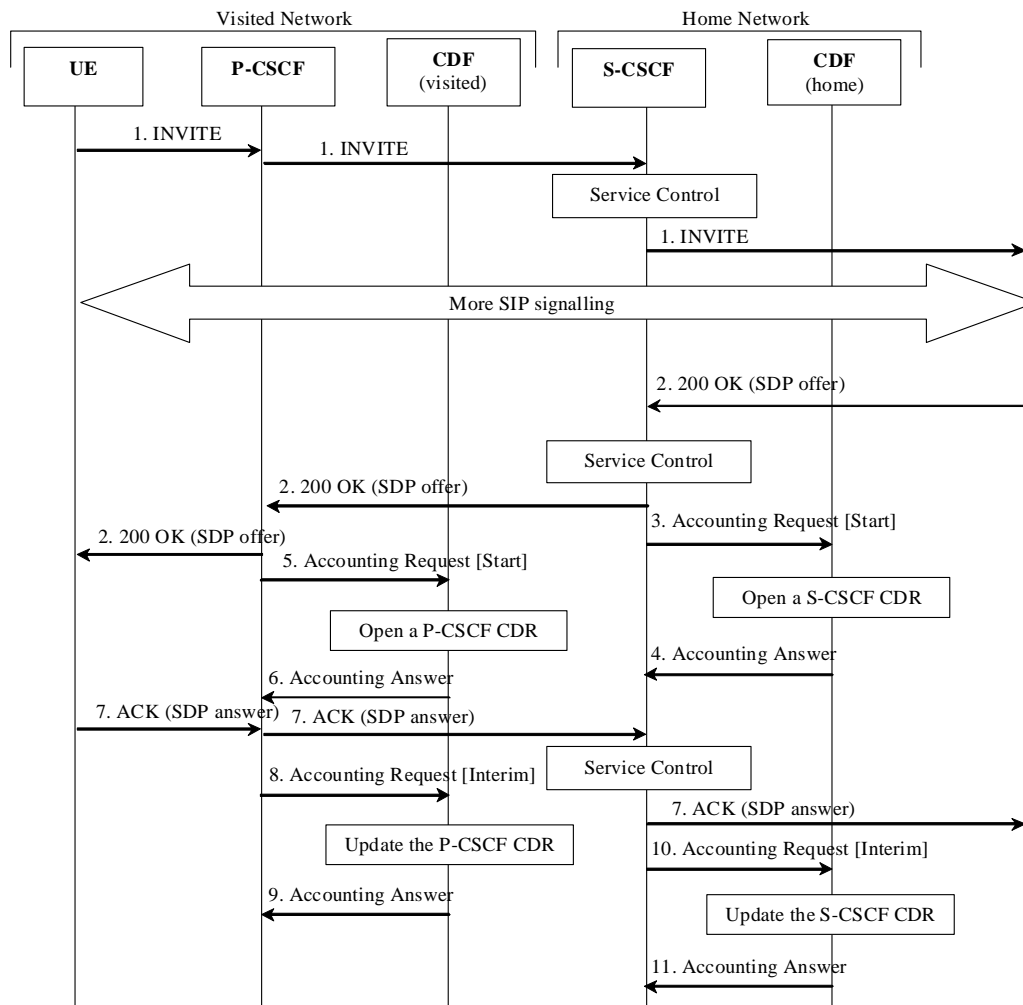 Visited Network
Home Network
UE
P-CSCF
CDF
(visited)
S-CSCF
CDF
(home)
1. INVITE
1. INVITE
Service Control
1. INVITE
More SIP signalling
2. 200 OK (SDP offer)
Service Control
2. 200 OK (SDP offer)
3. Accounting Request [Start]
2. 200 OK (SDP offer)
5. Accounting Request [Start]
Open a S-CSCF CDR
Open a P-CSCF CDR
4. Accounting Answer
6. Accounting Answer
7. ACK (SDP answer)
7. ACK (SDP answer)
Service Control
8. Accounting Request [Interim]
7. ACK (SDP answer)
Update the P-CSCF CDR
10. Accounting Request [Interim]
9. Accounting Answer
Update the S-CSCF CDR
11. Accounting Answer